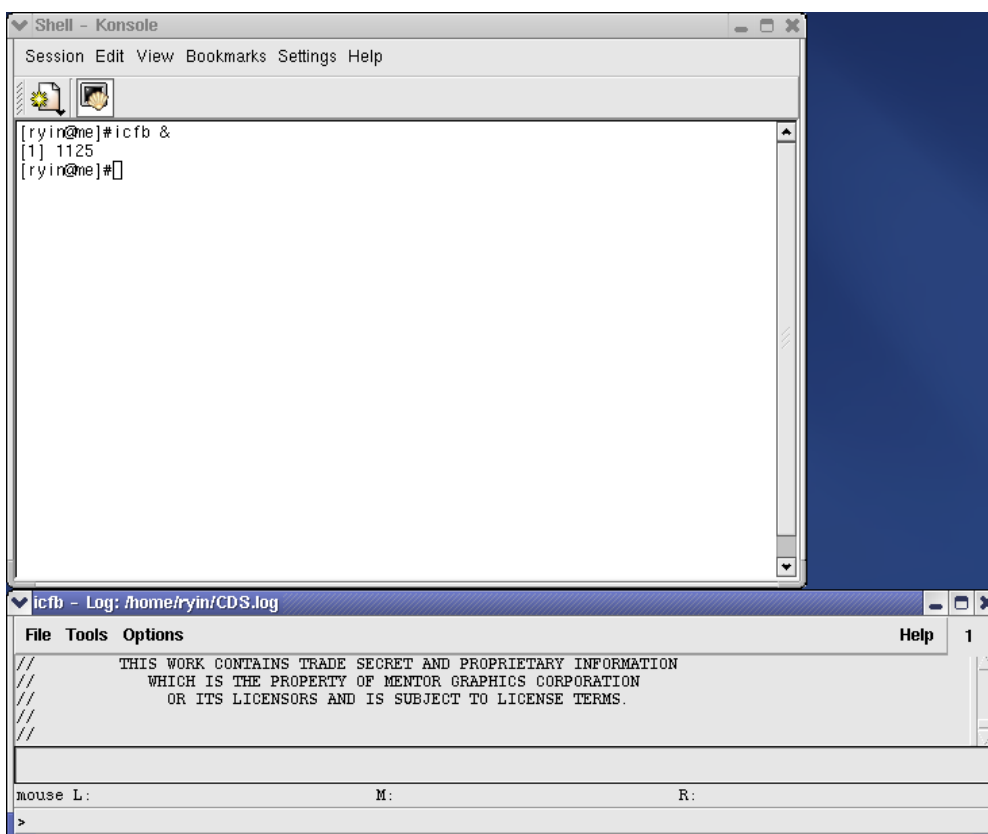 Shell - Konsole
Session Edit View Bookmarks Settings Help
[ryin@me]#icfb &
[1] 1125
[ryin@me]#
icfb - Log: /home/ryin/CDS.log
File Tools Options Help 1
// THIS WORK CONTAINS TRADE SECRET AND PROPRIETARY INFORMATION
// WHICH IS THE PROPERTY OF MENTOR GRAPHICS CORPORATION
// OR ITS LICENSORS AND IS SUBJECT TO LICENSE TERMS.
//
//
mouse L: M: R:
>